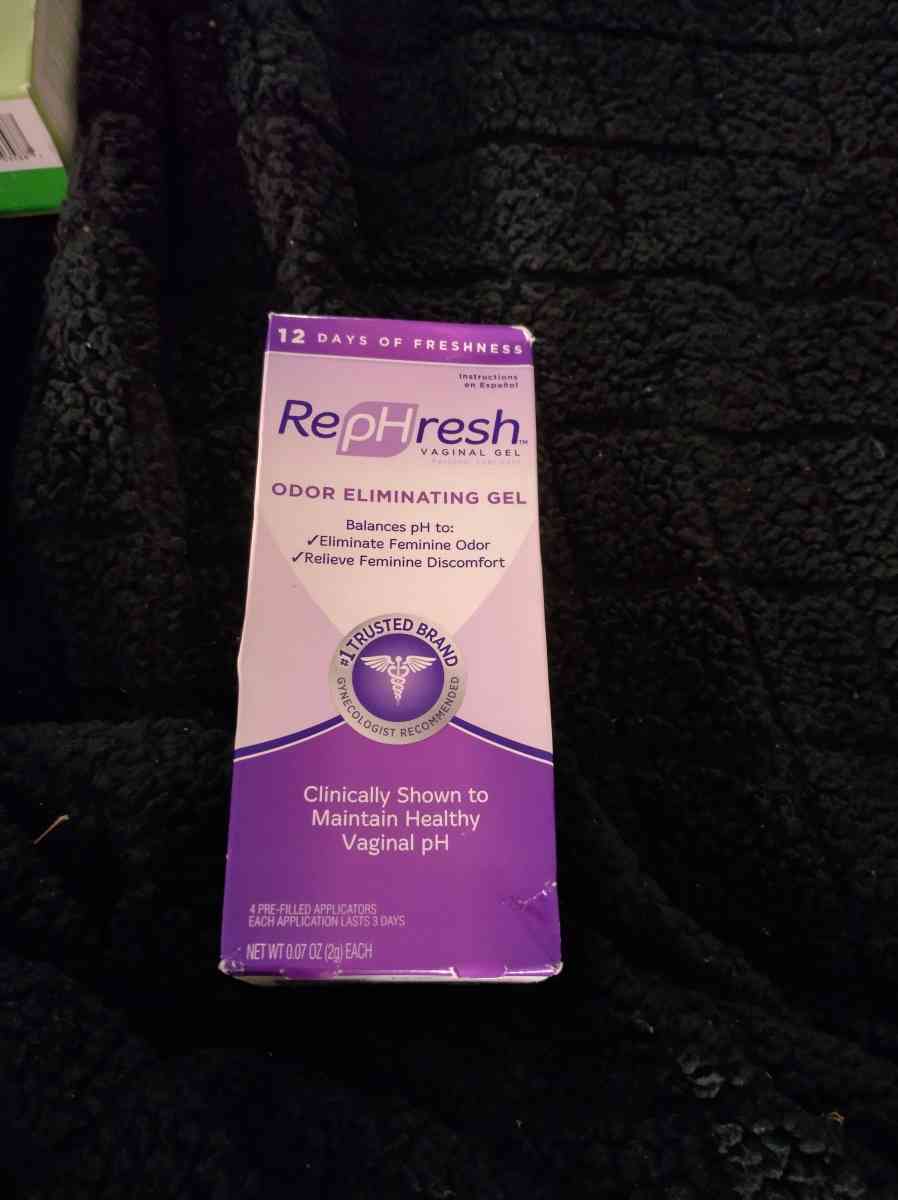 12 DAYS OF FRESHNESS
Instructions
en Español
RepHresh™
VAGINAL GEL
ODOR ELIMINATING GEL
Balances pH to:
✓Eliminate Feminine Odor
✓Relieve Feminine Discomfort
#1 TRUSTED BRAND
GYNECOLOGIST RECOMMENDED
Clinically Shown to
Maintain Healthy
Vaginal pH
4 PRE-FILLED APPLICATORS
EACH APPLICATION LASTS 3 DAYS
NET WT 0.07 OZ (2g) EACH